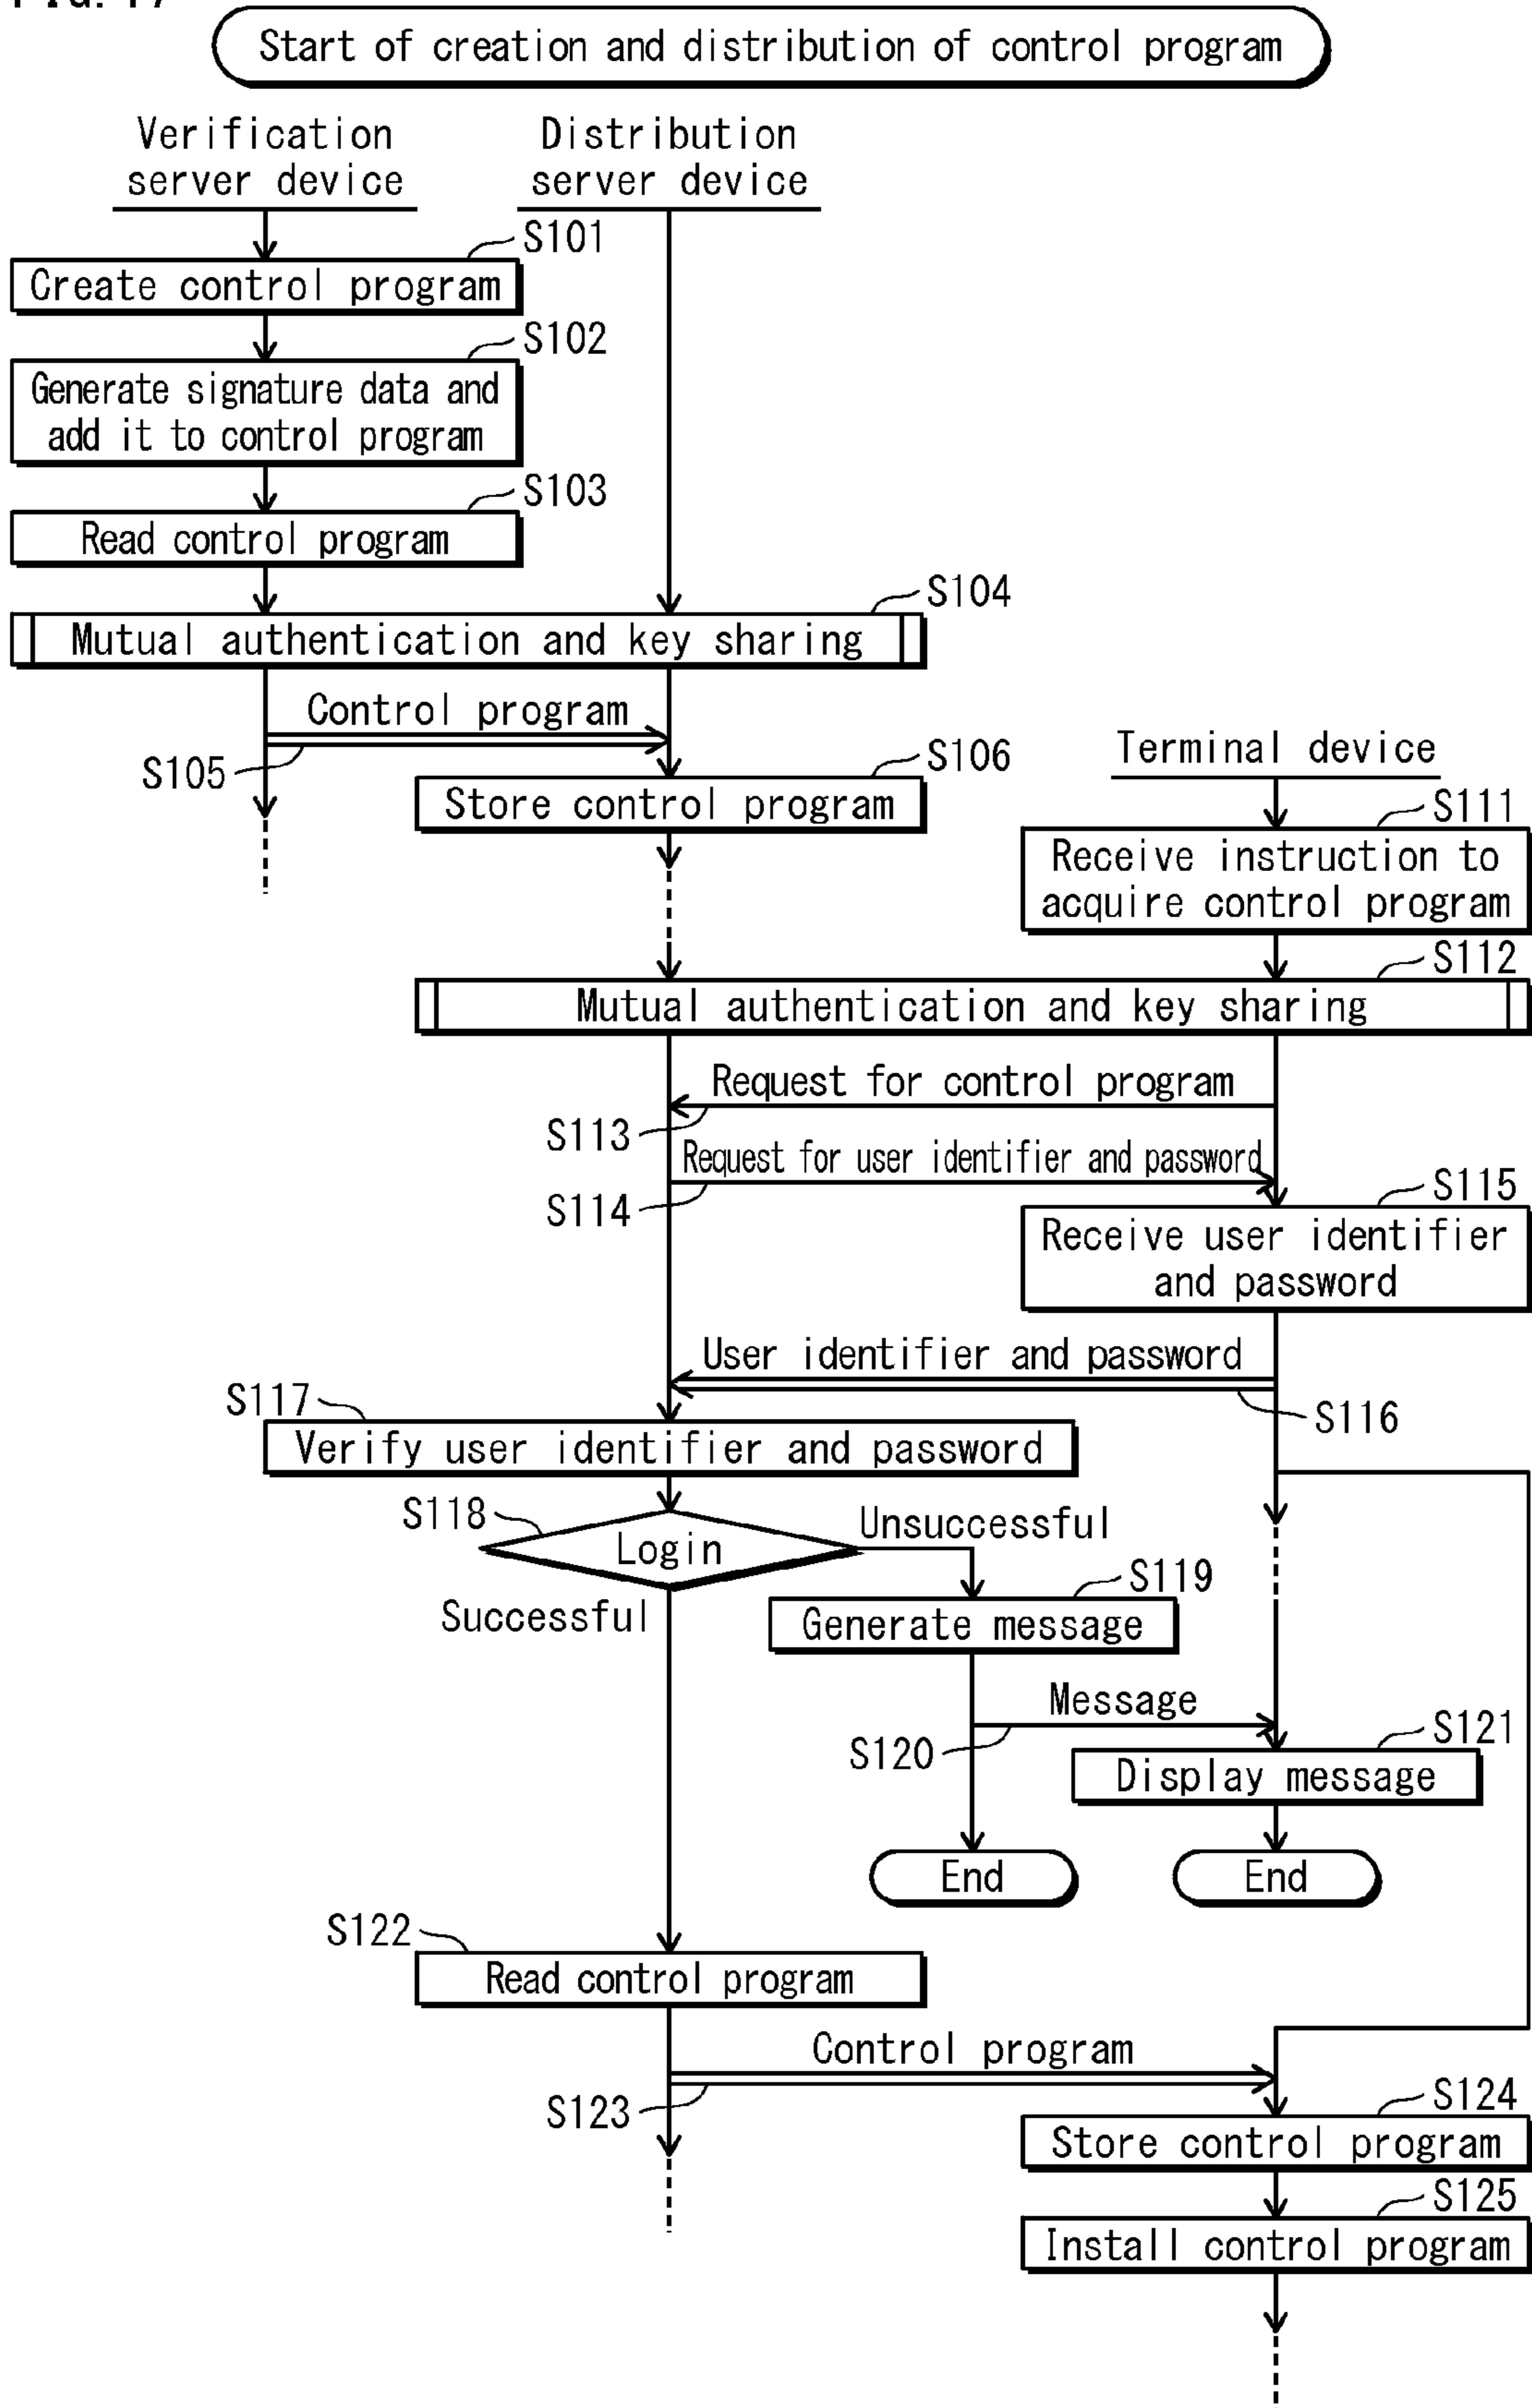 Start of creation and distribution of control program
Verification
server device
Distribution
server device
S101
Create control program
S102
Generate signature data and
add it to control program
S103
Read control program
S104
Mutual authentication and key sharing
Control program
S105
S106
Store control program
Terminal device
S111
Receive instruction to
acquire control program
S112
Mutual authentication and key sharing
Request for control program
S113
Request for user identifier and password
S114
S115
Receive user identifier
and password
User identifier and password
S116
S117
Verify user identifier and password
S118
Login
Unsuccessful
Successful
S119
Generate message
Message
S120
S121
Display message
End
End
S122
Read control program
Control program
S123
S124
Store control program
S125
Install control program